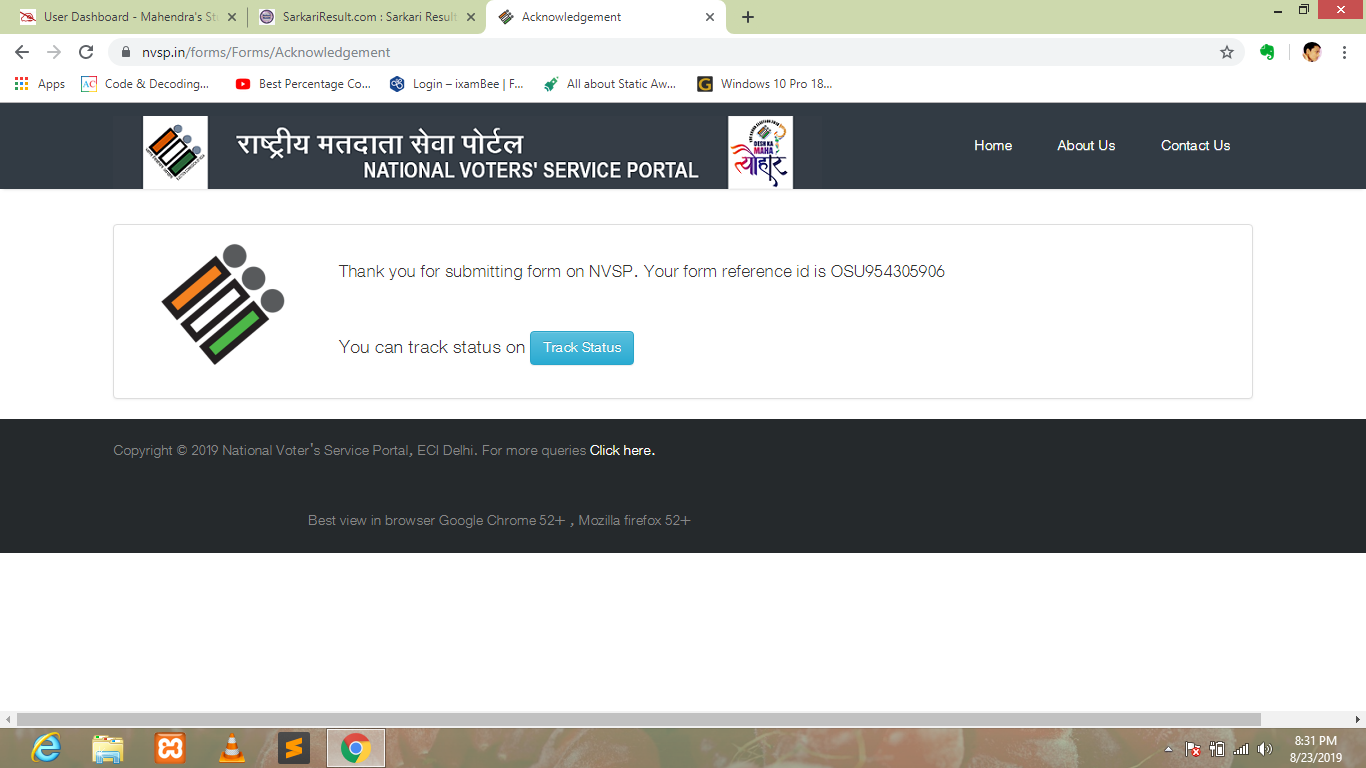 User Dashboard - Mahendra's St
SarkariResult.com : Sarkari Result
Acknowledgement
nvsp.in/forms/Forms/Acknowledgement
Apps
AC
Code & Decoding...
Best Percentage Co...
Login – ixamBee | F...
All about Static Aw...
Windows 10 Pro 18...
राष्ट्रीय मतदाता सेवा पोर्टल
NATIONAL VOTERS' SERVICE PORTAL
DESH KA
MAHA
त्यौहार
Home
About Us
Contact Us
Thank you for submitting form on NVSP. Your form reference id is OSU954305906
You can track status on Track Status
Copyright © 2019 National Voter's Service Portal, ECI Delhi. For more queries Click here.
Best view in browser Google Chrome 52+ , Mozilla firefox 52+
8:31 PM
8/23/2019